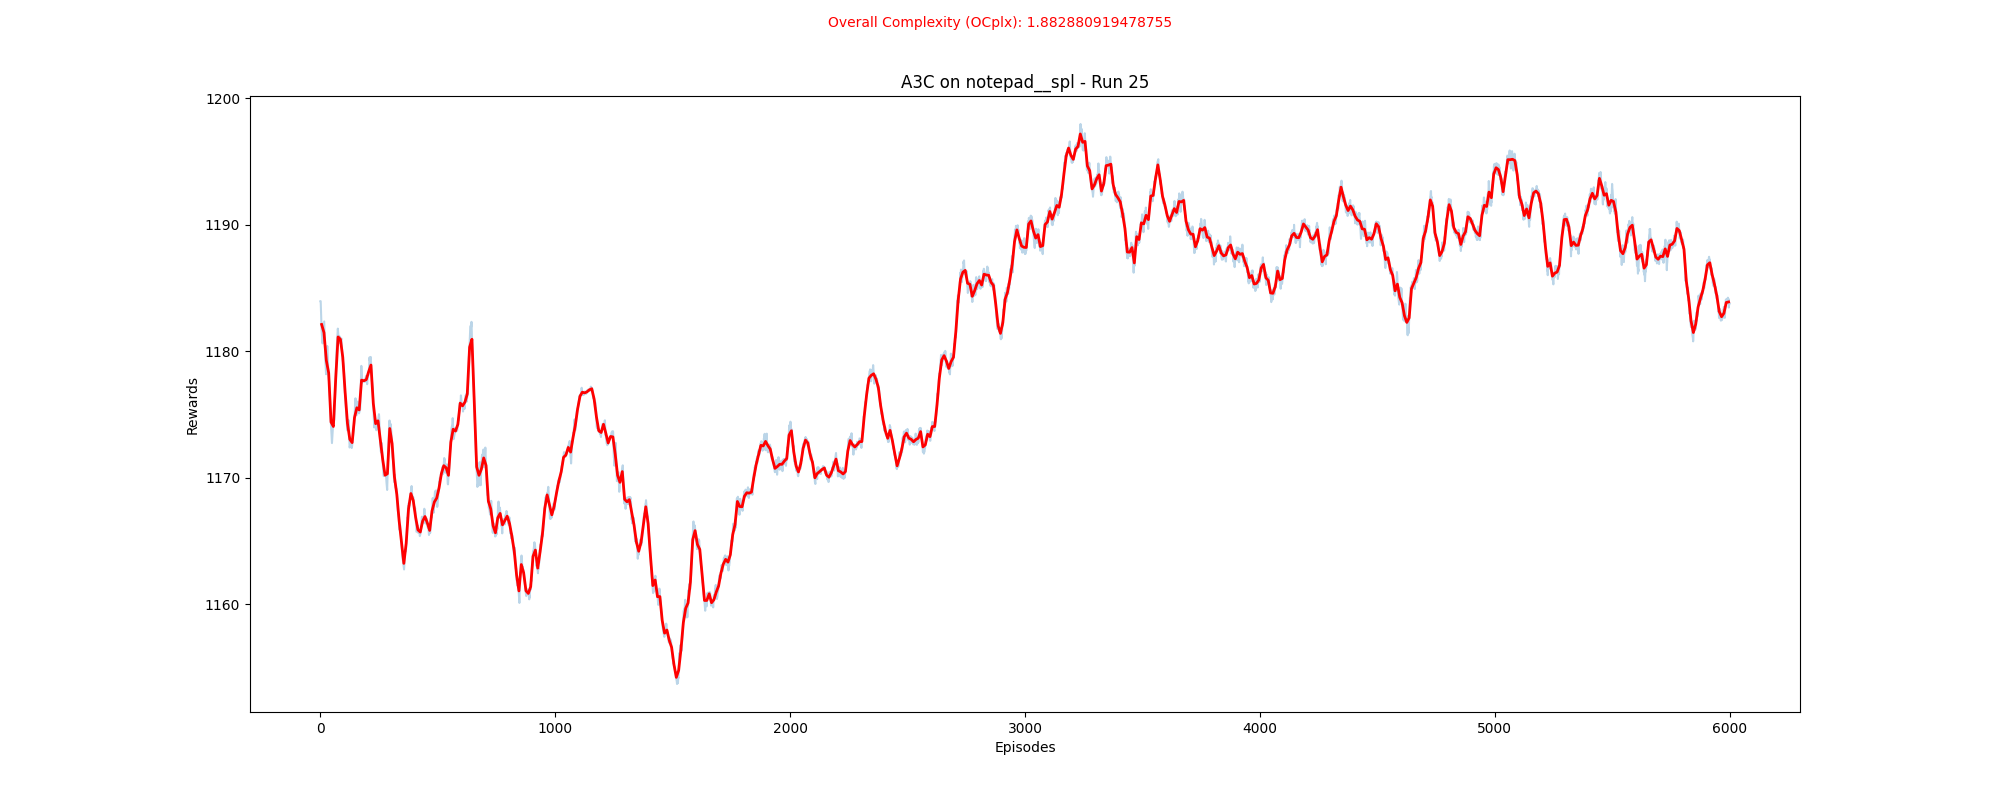 Overall Complexity (OCplx): 1.882880919478755
A3C on notepad__spl - Run 25
1200
1190
1180
1170
1160
Rewards
0 1000 2000 3000 4000 5000 6000
Episodes